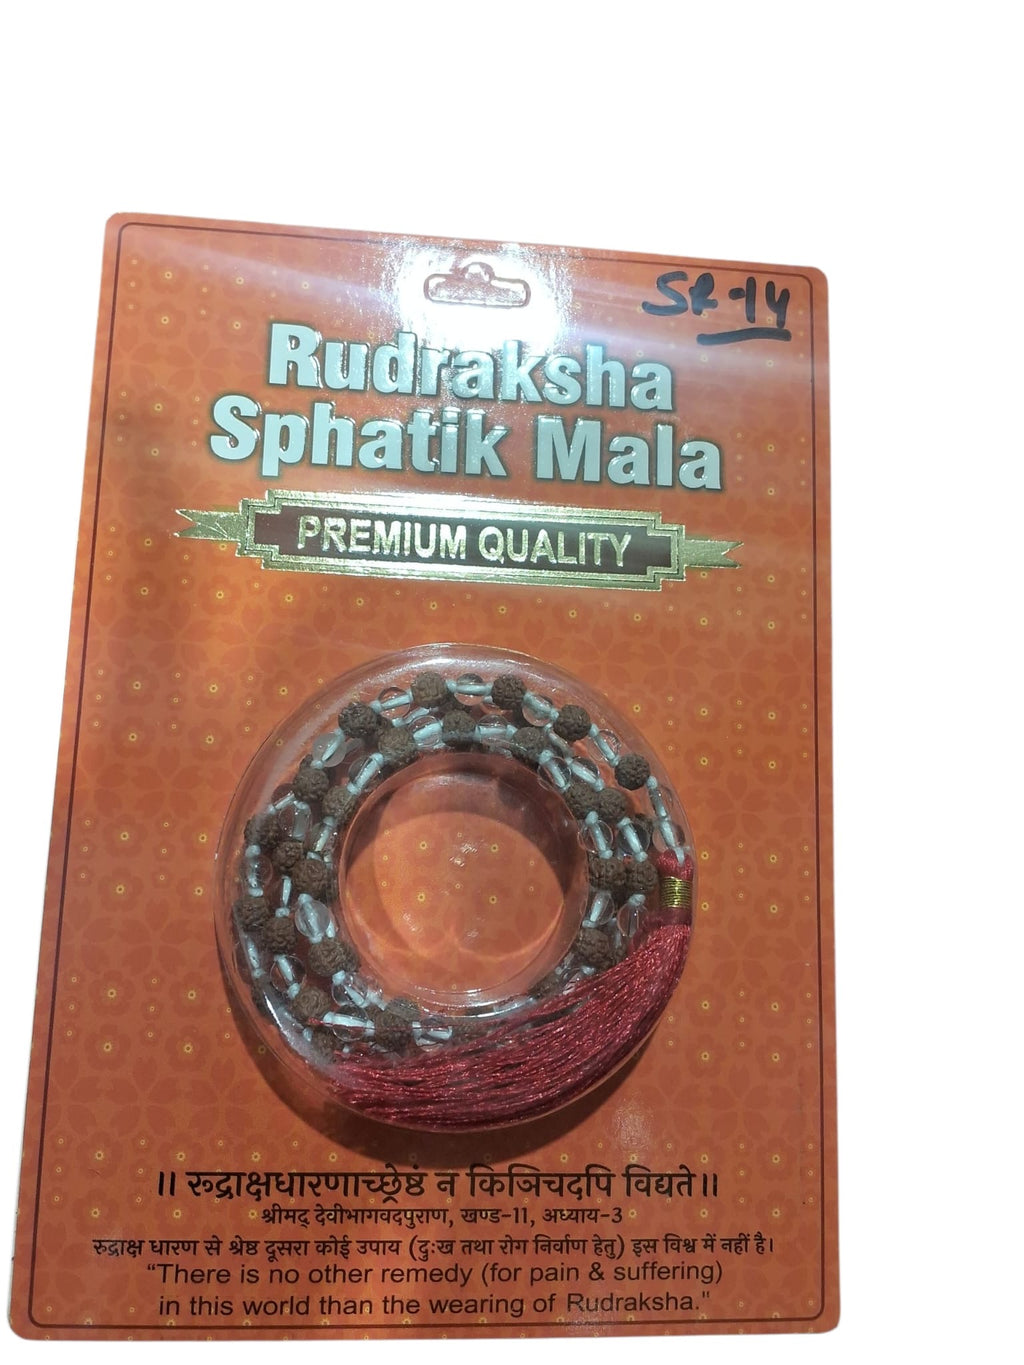 SR-14
Rudraksha
Sphatik Mala
PREMIUM QUALITY
॥ रूद्राक्षधारणाच्छ्रेष्ठं न किञिचदपि विद्यते॥
श्रीमद् देवीभागवदपुराण, खण्ड-11, अध्याय-3
रुद्राक्ष धारण से श्रेष्ठ दूसरा कोई उपाय (दुःख तथा रोग निर्वाण हेतु) इस विश्व में नहीं है।
“There is no other remedy (for pain & suffering)
in this world than the wearing of Rudraksha."